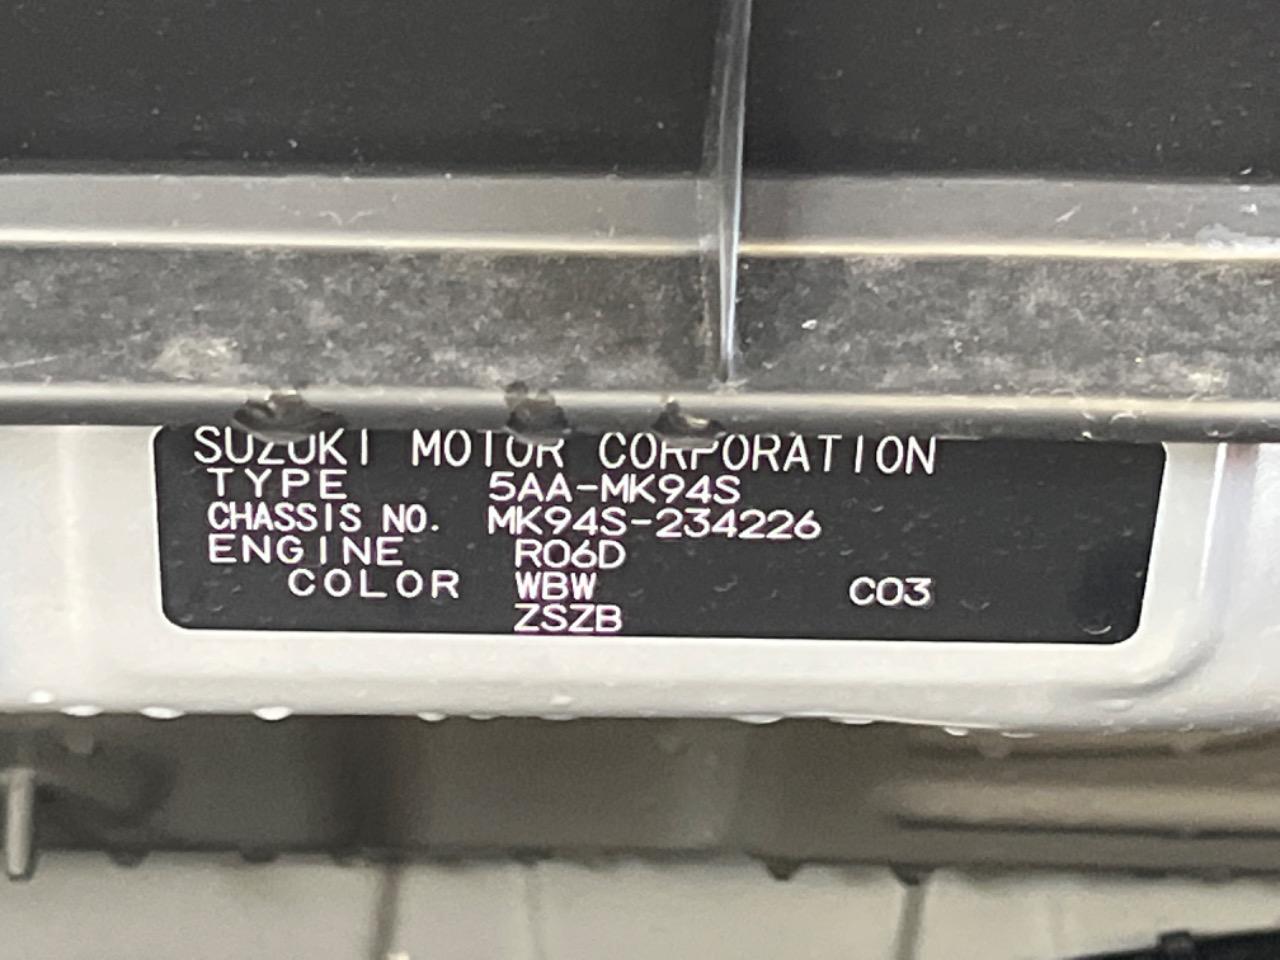 SUZUKI MOTOR CORPORATION
TYPE 5AA-MK94S
CHASSIS NO. MK94S-234226
ENGINE R06D
COLOR WBW C03
ZSZB